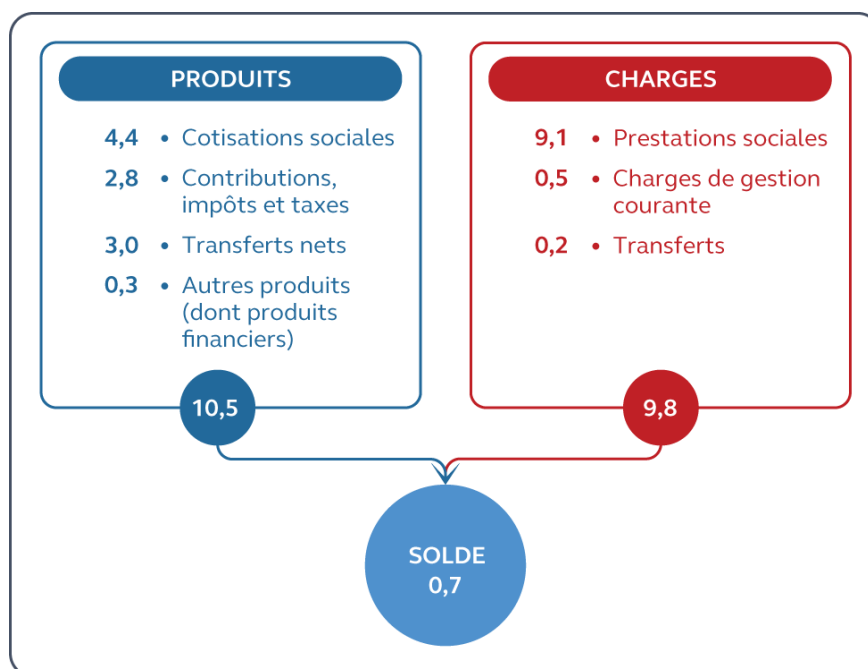 PRODUITS
4,4 • Cotisations sociales
2,8 • Contributions,
impôts et taxes
3,0 • Transferts nets
0,3 • Autres produits
(dont produits
financiers)
10,5
CHARGES
9,1 • Prestations sociales
0,5 • Charges de gestion
courante
0,2 • Transferts
9,8
SOLDE
0,7